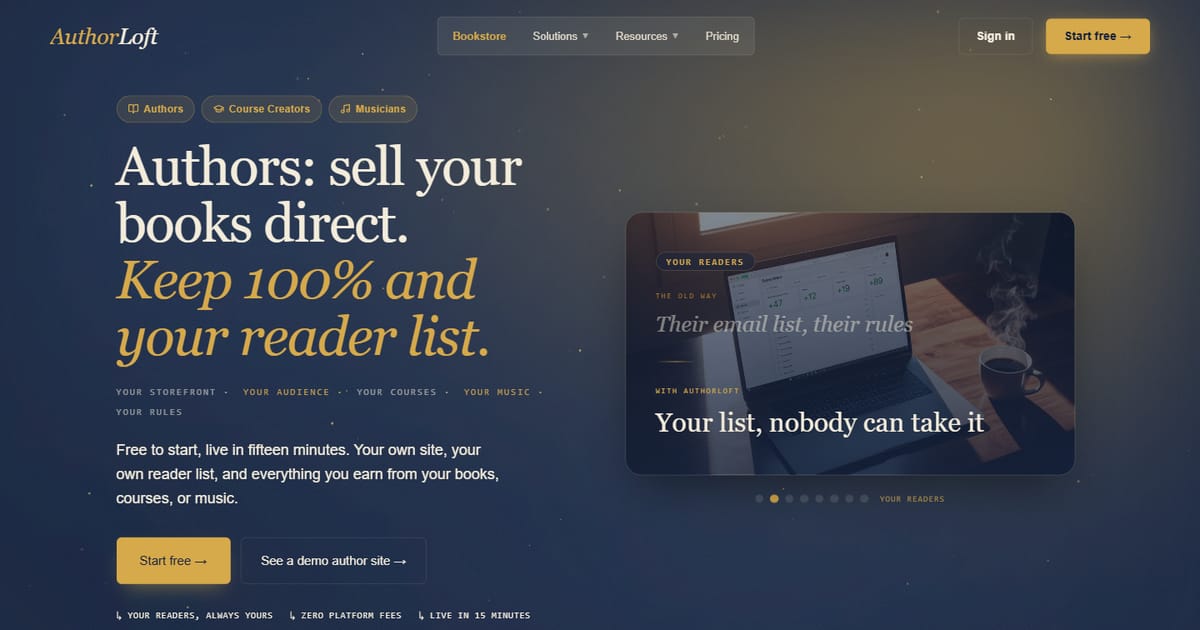 AuthorLoft
Bookstore Solutions ▼ Resources ▼ Pricing
Sign in
Start free →
Authors
Course Creators
Musicians
Authors: sell your
books direct.
Keep 100% and
your reader list.
YOUR STOREFRONT · YOUR AUDIENCE · YOUR COURSES · YOUR MUSIC ·
YOUR RULES
Free to start, live in fifteen minutes. Your own site, your
own reader list, and everything you earn from your books,
courses, or music.
Start free →
See a demo author site →
↳ YOUR READERS, ALWAYS YOURS ↳ ZERO PLATFORM FEES ↳ LIVE IN 15 MINUTES
YOUR READERS
THE OLD WAY
Their email list, their rules
WITH AUTHORLOFT
Your list, nobody can take it
+47
+12
+19
+89
YOUR READERS